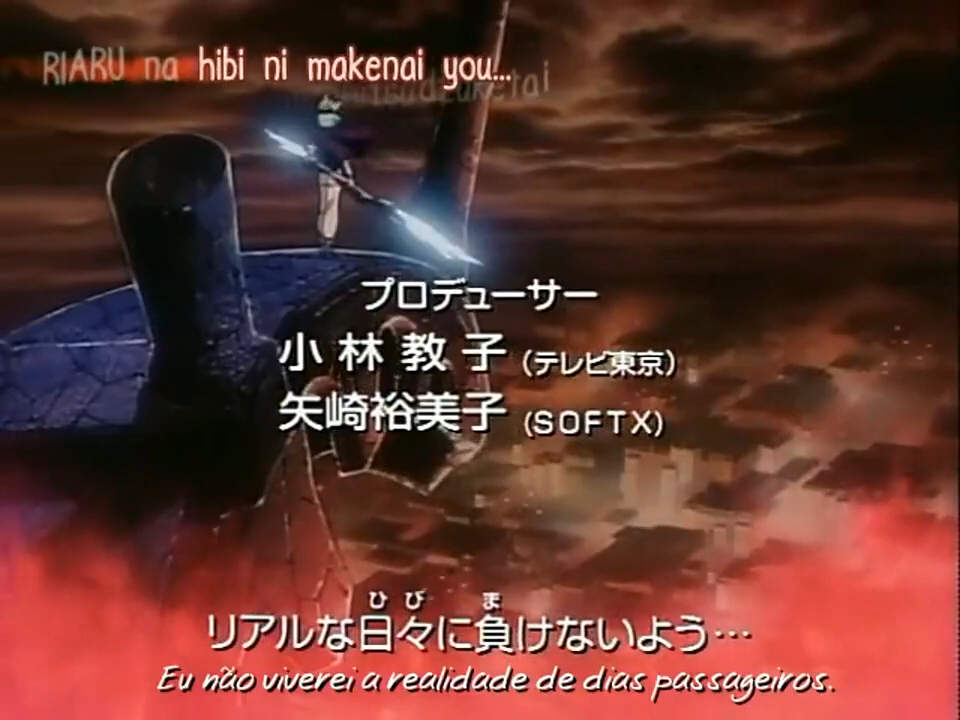 RIARU na hibi ni makenai you...
プロデューサー
小林教子 (テレビ東京)
矢崎裕美子 (SOFTX)
ひび ま
リアルな日々に負けないよう…
Eu não viverei a realidade de dias passageiros.